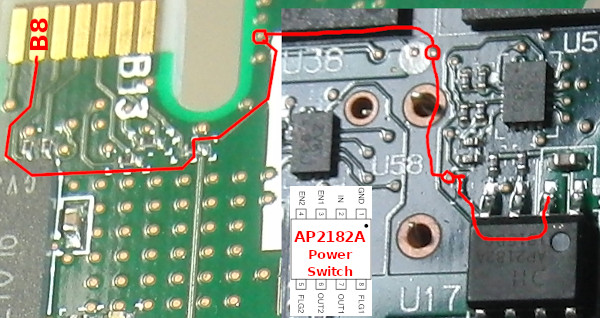 B8
B13
U38
U5
U58
EN2 EN1 IN GND
4 3 2 1
AP2182A
Power
Switch
5 6 7 8
FLG2 OUT2 OUT1 FLG1
U17
AP2182A